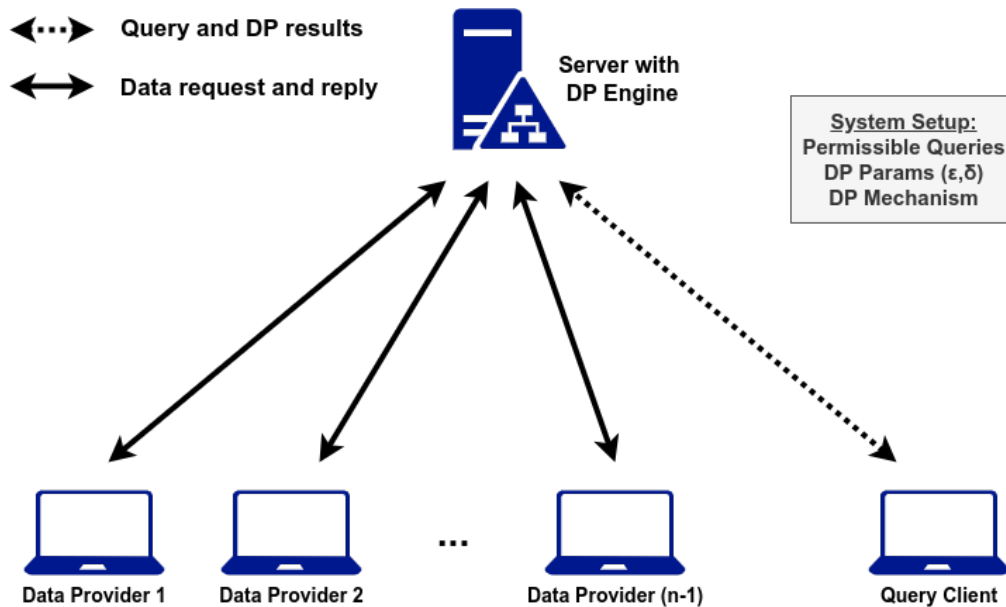 Query and DP results
Data request and reply
Server with
DP Engine
System Setup:
Permissible Queries
DP Params (ε,δ)
DP Mechanism
...
Data Provider 1
Data Provider 2
Data Provider (n-1)
Query Client